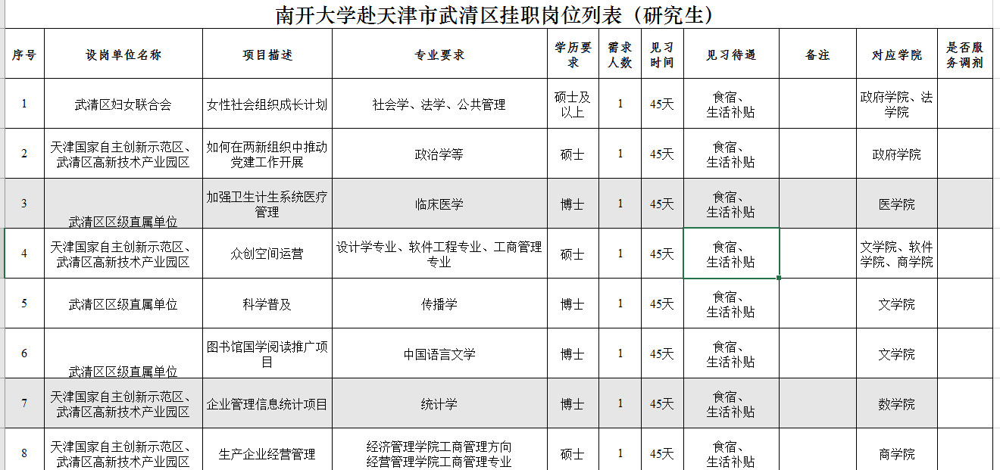 南开大学赴天津市武清区挂职岗位列表（研究生）
序号 设岗单位名称 项目描述 专业要求 学历要求 需求人数 见习时间 见习待遇 备注 对应学院 是否服务调剂
1 武清区妇女联合会 女性社会组织成长计划 社会学、法学、公共管理 硕士及以上 1 45天 食宿、生活补贴 政府学院、法学院
2 天津国家自主创新示范区、武清区高新技术产业园区 如何在两新组织中推动党建工作开展 政治学等 硕士 1 45天 食宿、生活补贴 政府学院
3 武清区区级直属单位 加强卫生计生系统医疗管理 临床医学 博士 1 45天 食宿、生活补贴 医学院
4 天津国家自主创新示范区、武清区高新技术产业园区 众创空间运营 设计学专业、软件工程专业、工商管理专业 硕士 1 45天 食宿、生活补贴 文学院、软件学院、商学院
5 武清区区级直属单位 科学普及 传播学 博士 1 45天 食宿、生活补贴 文学院
6 武清区区级直属单位 图书馆国学阅读推广项目 中国语言文学 博士 1 45天 食宿、生活补贴 文学院
7 天津国家自主创新示范区、武清区高新技术产业园区 企业管理信息统计项目 统计学 博士 1 45天 食宿、生活补贴 数学院
8 天津国家自主创新示范区、武清区高新技术产业园区 生产企业经营管理 经济管理学院工商管理方向 经营管理学院工商管理专业 硕士 1 45天 食宿、生活补贴 商学院